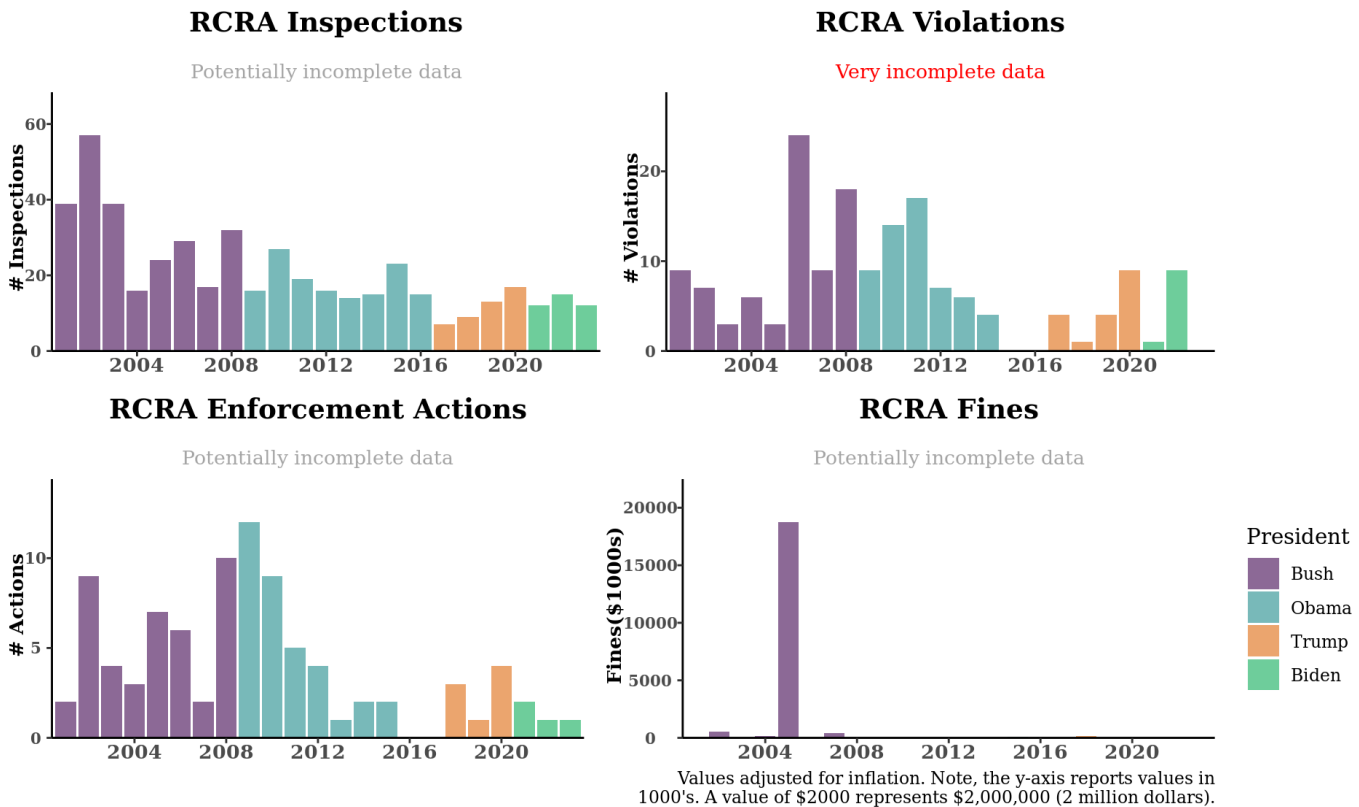 RCRA Inspections
Potentially incomplete data
# Inspections
60
40
20
0
2004 2008 2012 2016 2020
RCRA Violations
Very incomplete data
# Violations
20
10
0
2004 2008 2012 2016 2020
RCRA Enforcement Actions
Potentially incomplete data
# Actions
10
5
0
2004 2008 2012 2016 2020
RCRA Fines
Potentially incomplete data
Fines($1000s)
20000
15000
10000
5000
0
2004 2008 2012 2016 2020
Values adjusted for inflation. Note, the y-axis reports values in
1000's. A value of $2000 represents $2,000,000 (2 million dollars).
President
Bush
Obama
Trump
Biden